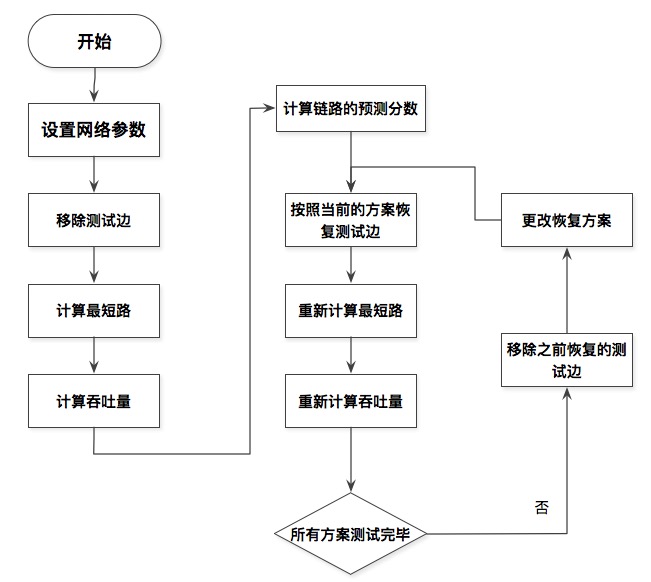 开始
设置网络参数
移除测试边
计算最短路
计算吞吐量
计算链路的预测分数
按照当前的方案恢
复测试边
重新计算最短路
重新计算吞吐量
所有方案测试完毕
否
移除之前恢复的测
试边
更改恢复方案